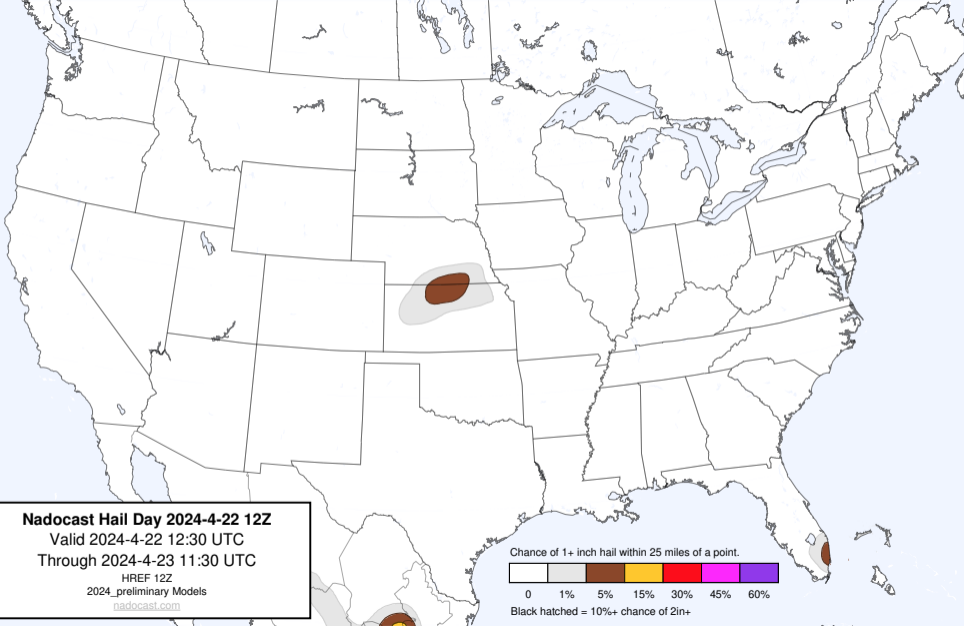 Nadocast Hail Day 2024-4-22 12Z
Valid 2024-4-22 12:30 UTC
Through 2024-4-23 11:30 UTC
HREF 12Z
2024_preliminary Models
nadocast.com
Chance of 1+ inch hail within 25 miles of a point.
0 1% 5% 15% 30% 45% 60%
Black hatched = 10%+ chance of 2in+